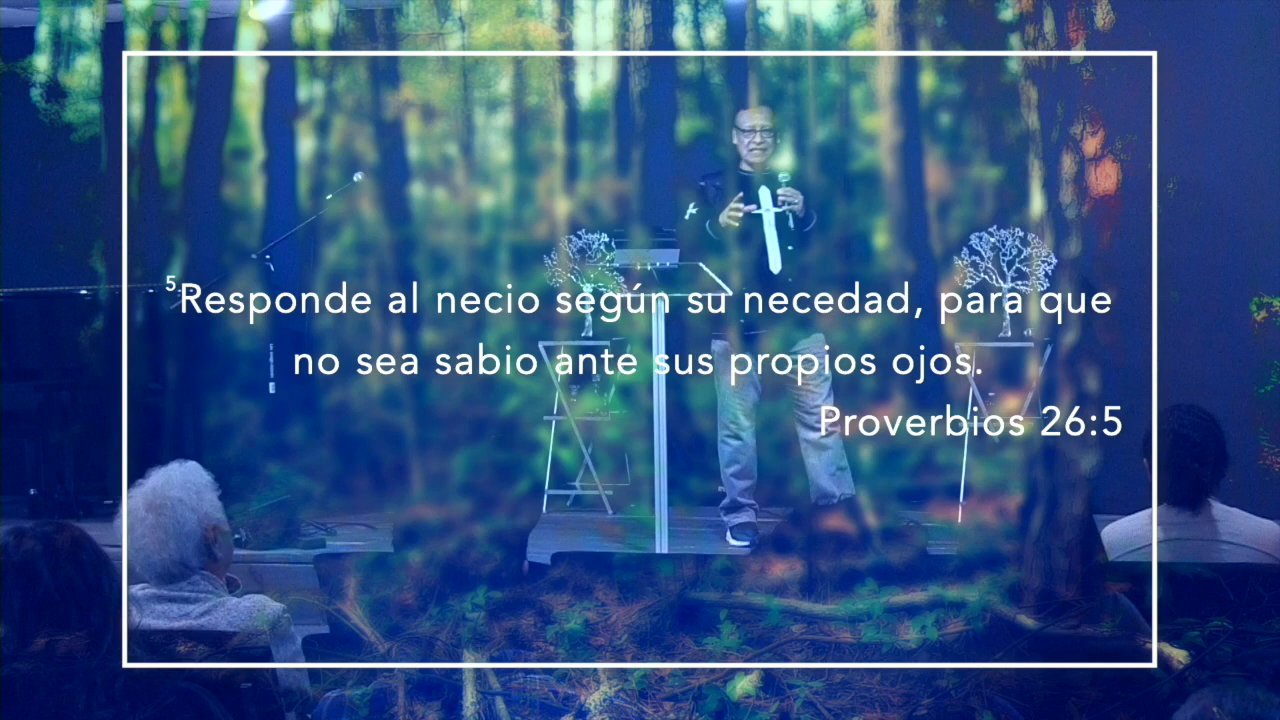 ⁵Responde al necio según su necedad, para que
no sea sabio ante sus propios ojos.
Proverbios 26:5